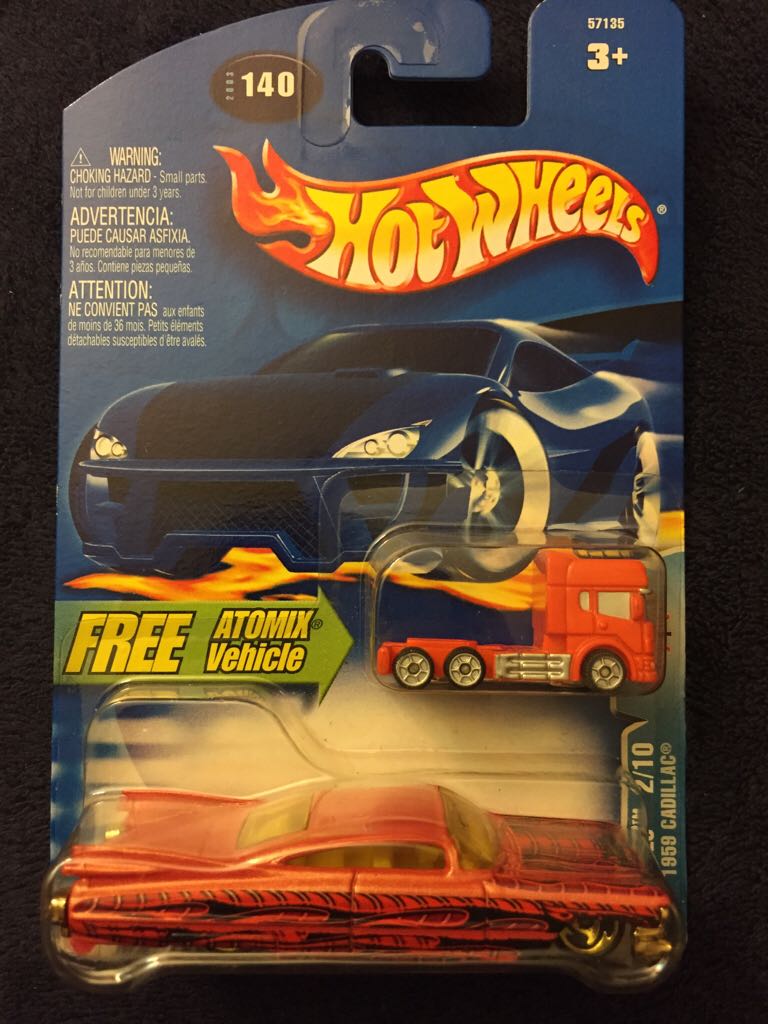 57135
3+
2003 140
WARNING:
CHOKING HAZARD - Small parts.
Not for children under 3 years.
ADVERTENCIA:
PUEDE CAUSAR ASFIXIA.
No recomendable para menores de
3 años. Contiene piezas pequeñas.
ATTENTION:
NE CONVIENT PAS aux enfants
de moins de 36 mois. Petits éléments
détachables susceptibles d'être avalés.
HOT WHEELS®
FREE ATOMIX®
Vehicle
2/10
1959 CADILLAC®